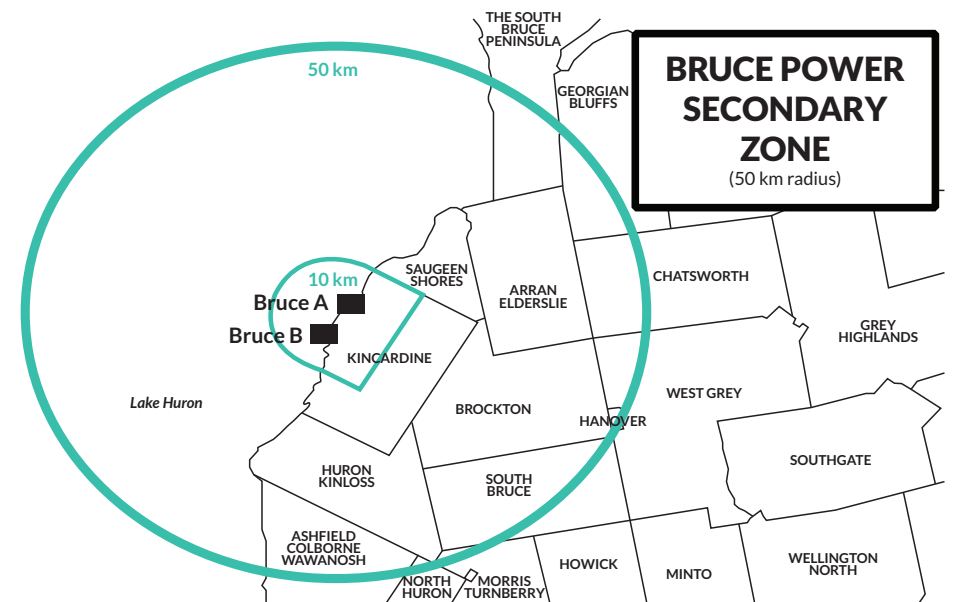 THE SOUTH
BRUCE
PENINSULA
50 km
GEORGIAN
BLUFFS
BRUCE POWER
SECONDARY
ZONE
(50 km radius)
SAUGEEN
SHORES
10 km
Bruce A
Bruce B
KINCARDINE
ARRAN
ELDERSLIE
CHATSWORTH
GREY
HIGHLANDS
Lake Huron
BROCKTON
WEST GREY
HANOVER
HURON
KINLOSS
SOUTH
BRUCE
SOUTHGATE
ASHFIELD
COLBORNE
WAWANOSH
NORTH
HURON
MORRIS
TURNBERRY
HOWICK
MINTO
WELLINGTON
NORTH